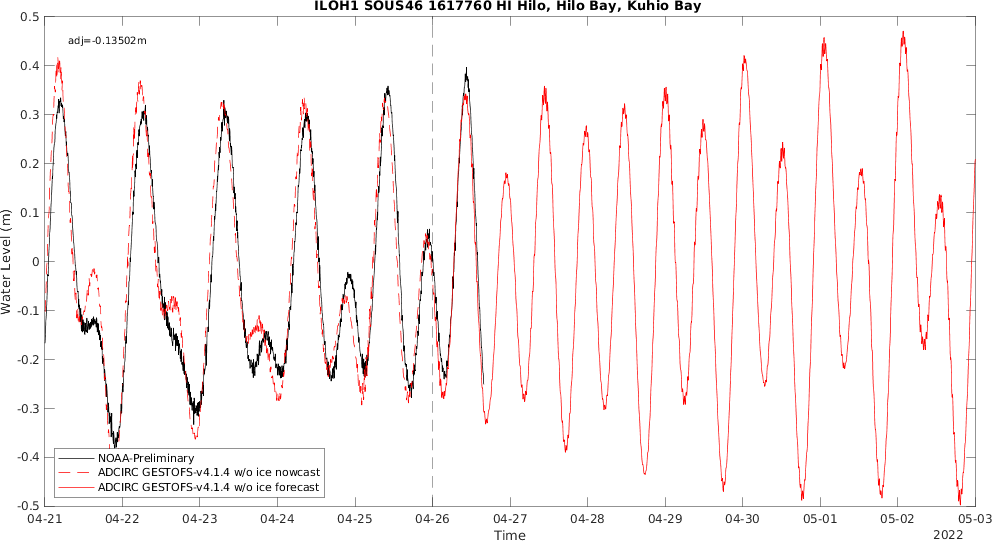 ILOH1 SOUS46 1617760 HI Hilo, Hilo Bay, Kuhio Bay
adj=-0.13502m
0.5
0.4
0.3
0.2
0.1
0
-0.1
-0.2
-0.3
-0.4
-0.5
Water Level (m)
NOAA-Preliminary
ADCIRC GESTOFS-v4.1.4 w/o ice nowcast
ADCIRC GESTOFS-v4.1.4 w/o ice forecast
04-21 04-22 04-23 04-24 04-25 04-26 04-27 04-28 04-29 04-30 05-01 05-02 05-03
Time
2022